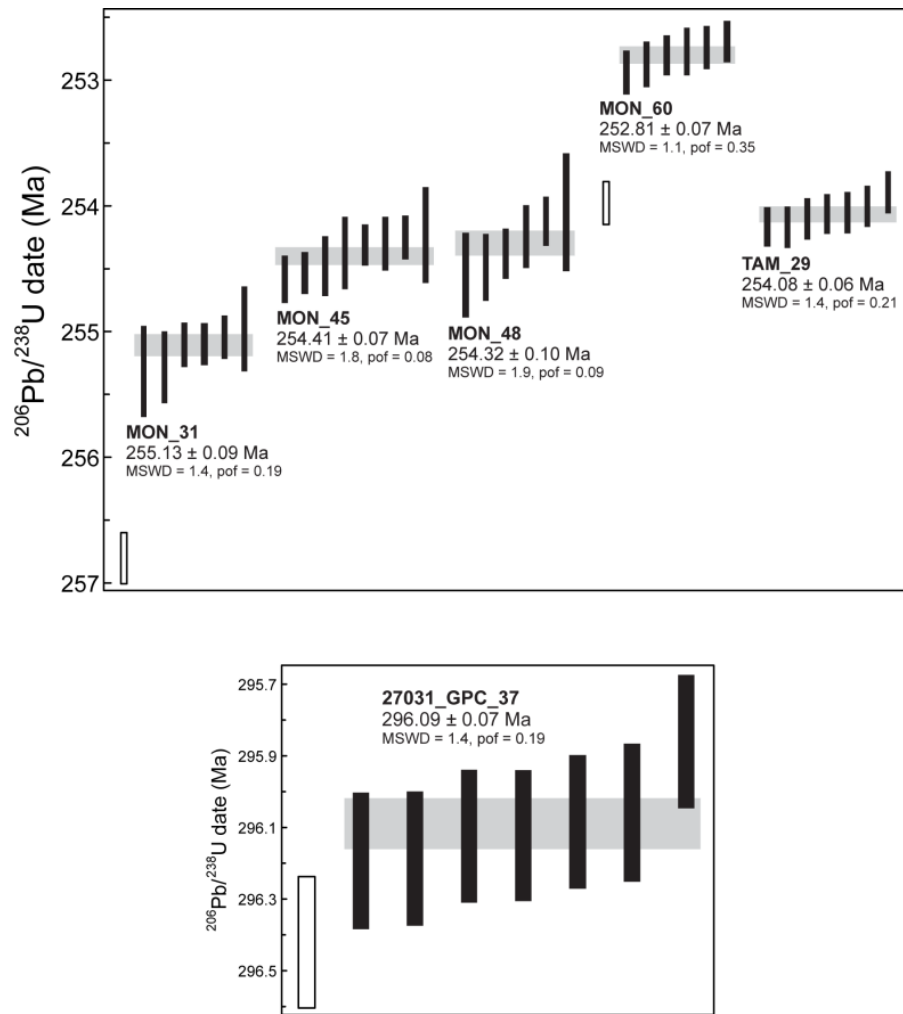 253
254
255
256
257
²⁰⁶Pb/²³⁸U date (Ma)
MON_60
252.81 ± 0.07 Ma
MSWD = 1.1, pof = 0.35
TAM_29
254.08 ± 0.06 Ma
MSWD = 1.4, pof = 0.21
MON_45
254.41 ± 0.07 Ma
MSWD = 1.8, pof = 0.08
MON_48
254.32 ± 0.10 Ma
MSWD = 1.9, pof = 0.09
MON_31
255.13 ± 0.09 Ma
MSWD = 1.4, pof = 0.19
295.7
295.9
296.1
296.3
296.5
²⁰⁶Pb/²³⁸U date (Ma)
27031_GPC_37
296.09 ± 0.07 Ma
MSWD = 1.4, pof = 0.19